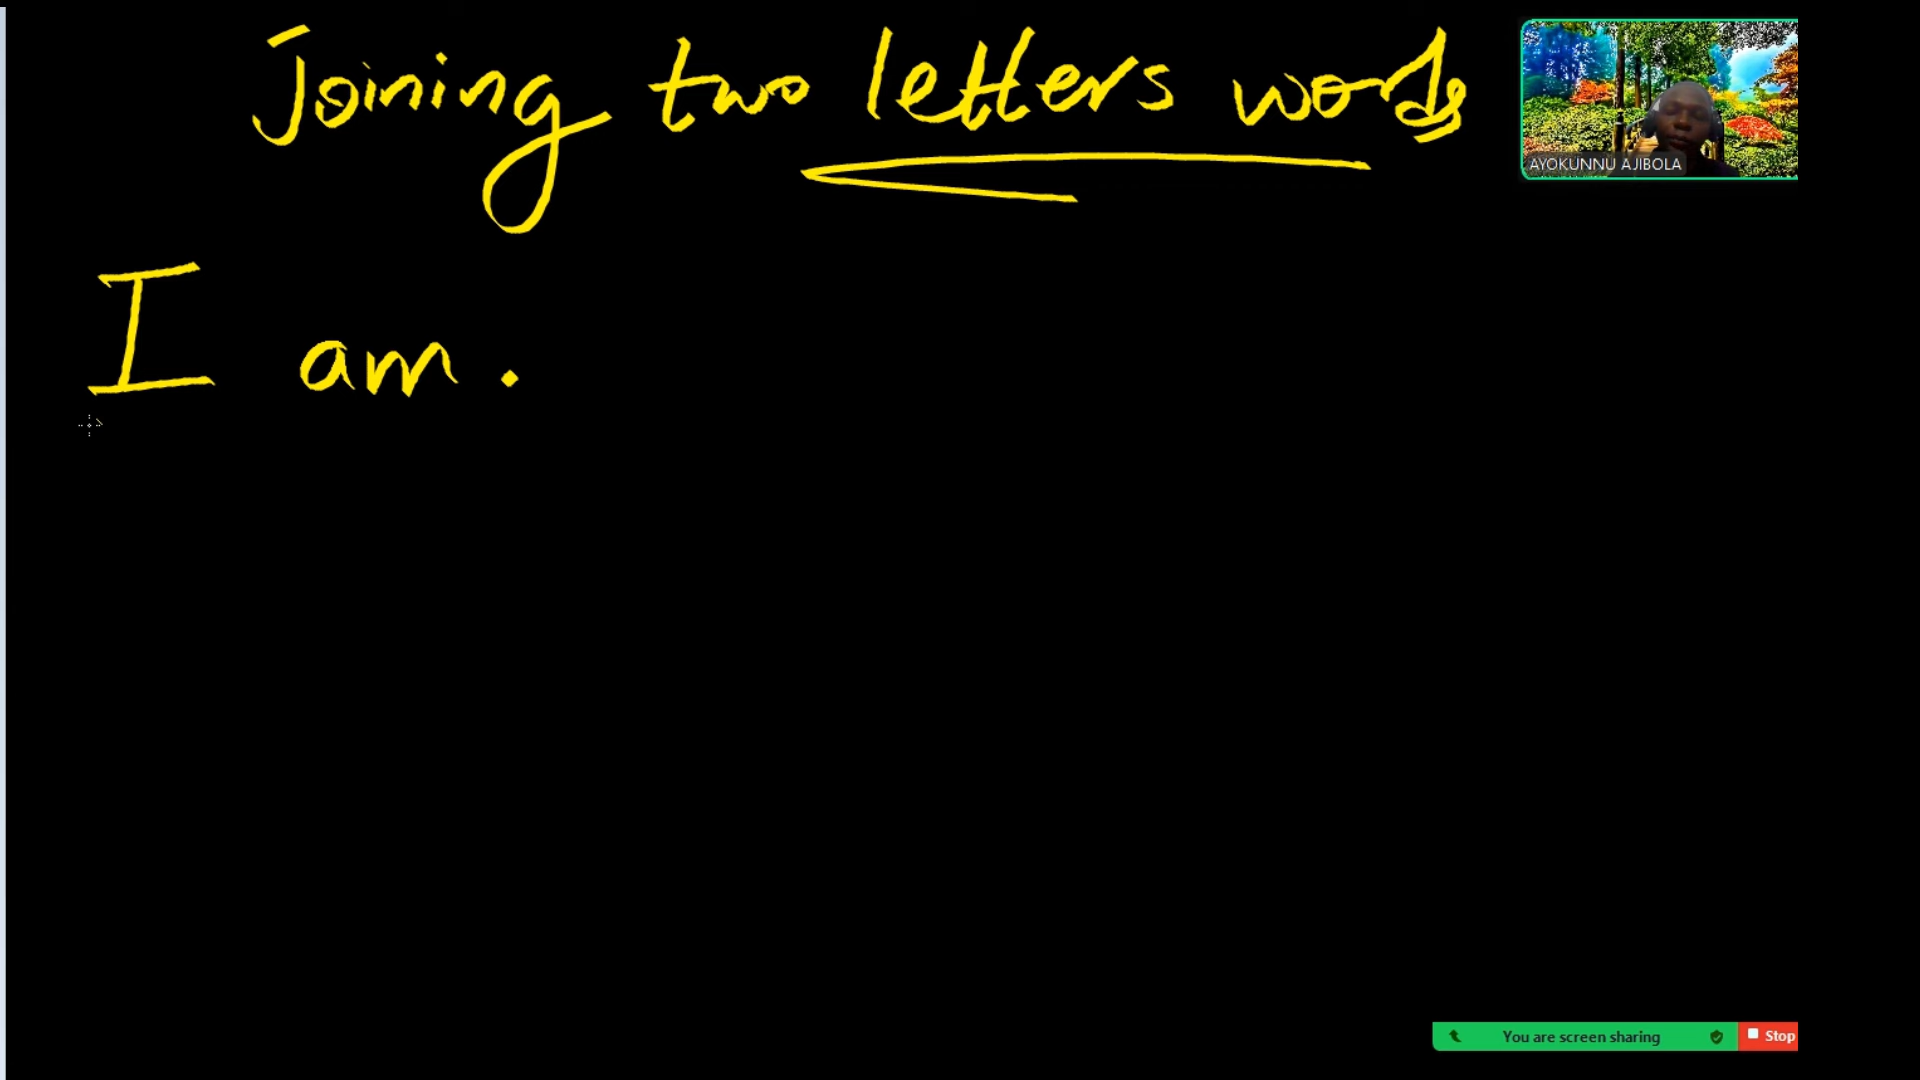 Joining two letters words
AYOKUNNU AJIBOLA
I am.
You are screen sharing
Stop